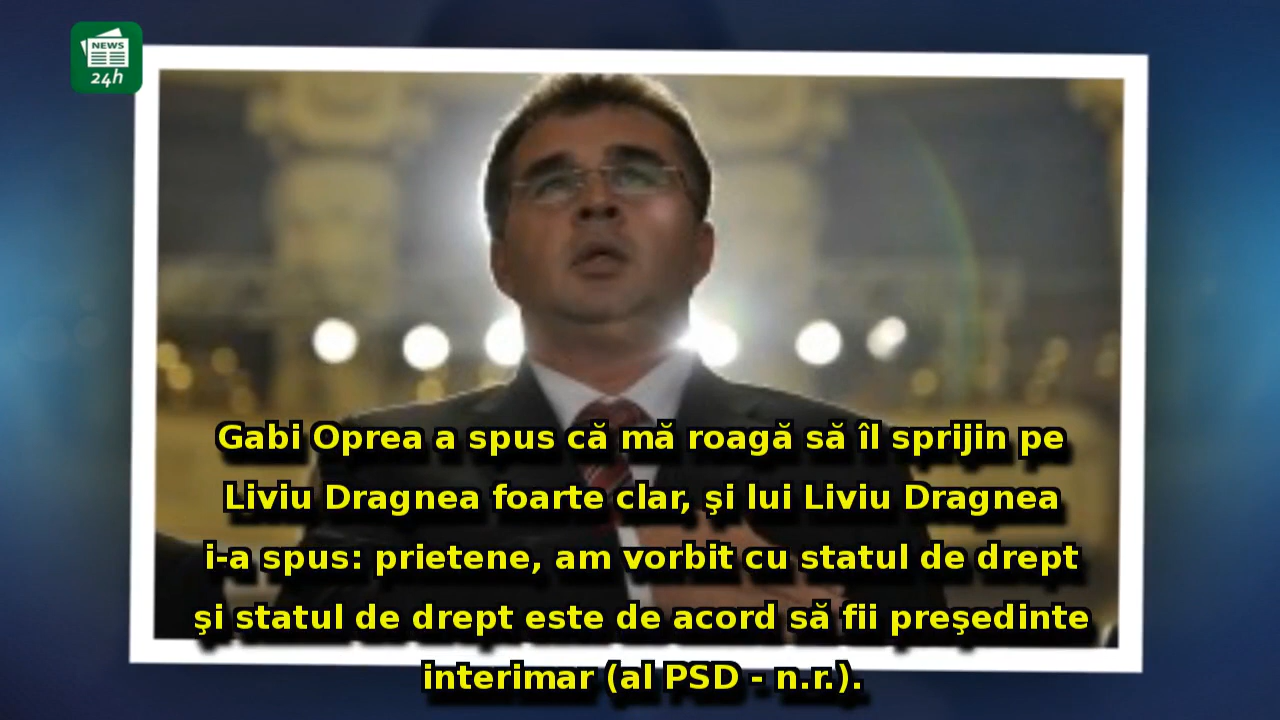 NEWS
24h
Gabi Oprea a spus că mă roagă să îl sprijin pe
Liviu Dragnea foarte clar, şi lui Liviu Dragnea
i-a spus: prietene, am vorbit cu statul de drept
şi statul de drept este de acord să fii preşedinte
interimar (al PSD - n.r.).